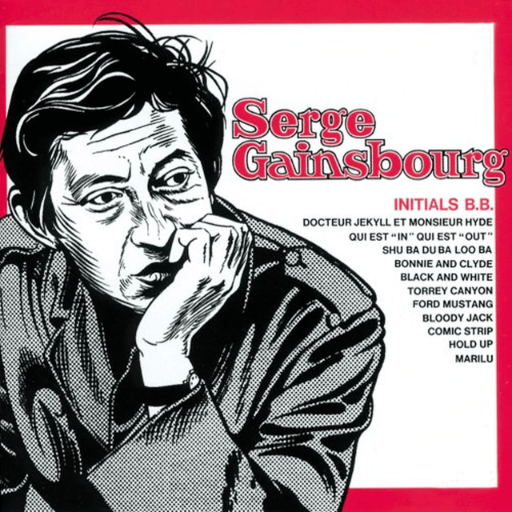 Serge
Gainsbourg
INITIALS B.B.
DOCTEUR JEKYLL ET MONSIEUR HYDE
QUI EST “IN” QUI EST “OUT”
SHU BA DU BA LOO BA
BONNIE AND CLYDE
BLACK AND WHITE
TORREY CANYON
FORD MUSTANG
BLOODY JACK
COMIC STRIP
HOLD UP
MARILU